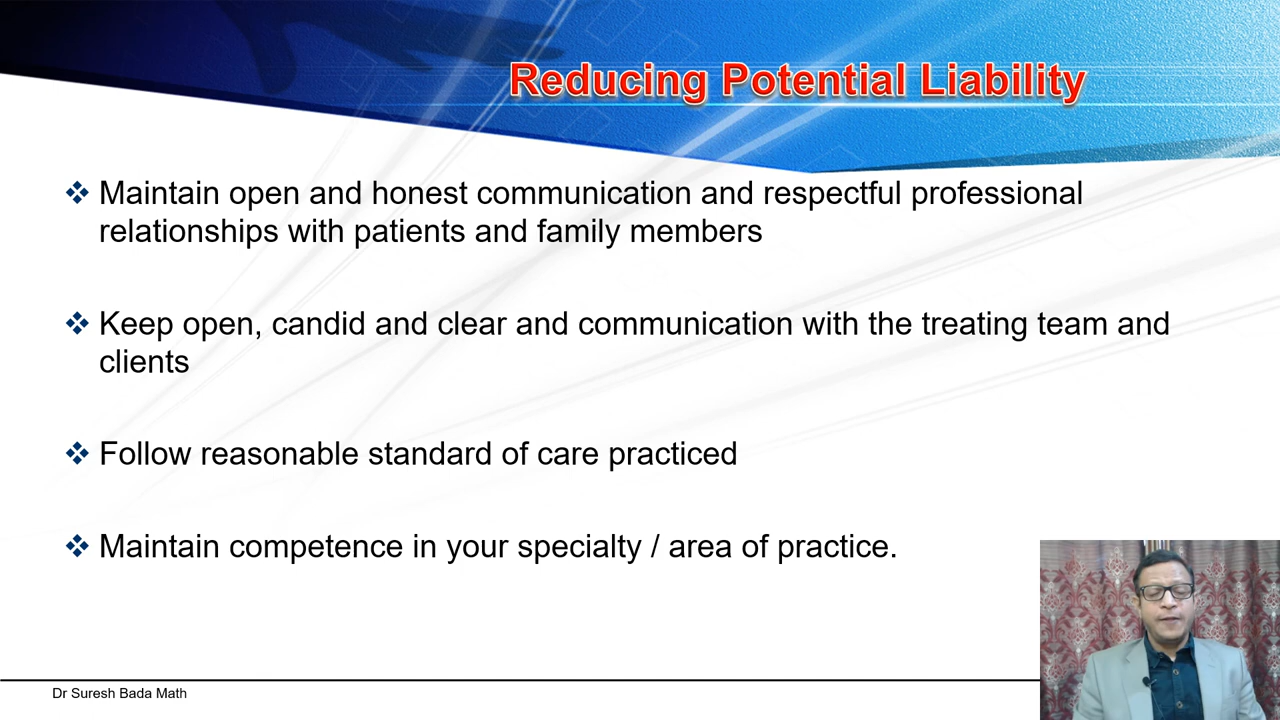 Reducing Potential Liability
Maintain open and honest communication and respectful professional
relationships with patients and family members
Keep open, candid and clear and communication with the treating team and
clients
Follow reasonable standard of care practiced
Maintain competence in your specialty / area of practice.
Dr Suresh Bada Math